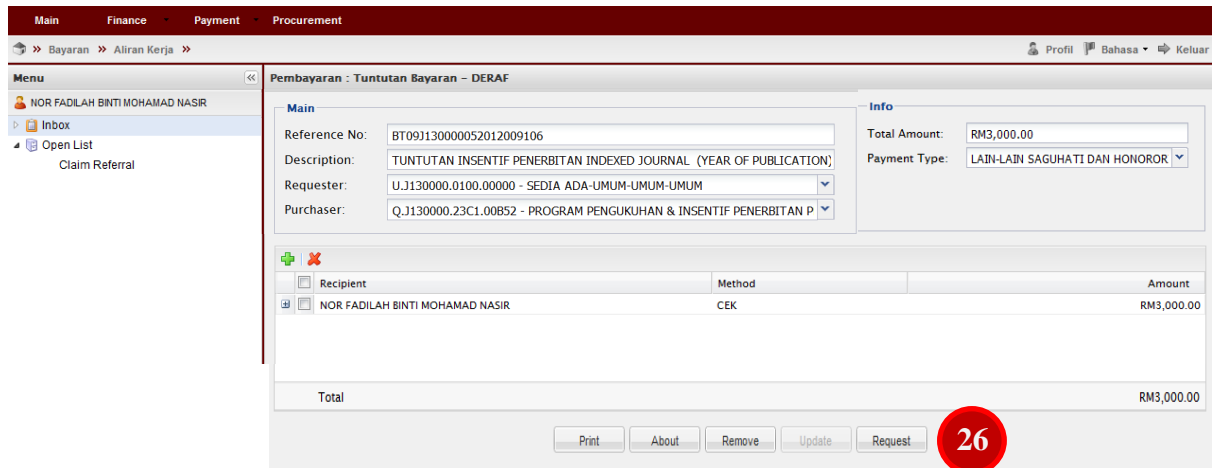 Main Finance Payment Procurement
» Bayaran » Aliran Kerja » Profil Bahasa Keluar
Menu «
NOR FADILAH BINTI MOHAMAD NASIR
Inbox
Open List
Claim Referral
Pembayaran : Tuntutan Bayaran – DERAF
Main
Reference No: BT09J130000052012009106
Description: TUNTUTAN INSENTIF PENERBITAN INDEXED JOURNAL (YEAR OF PUBLICATION)
Requester: U.J130000.0100.00000 - SEDIA ADA-UMUM-UMUM-UMUM
Purchaser: Q.J130000.23C1.00B52 - PROGRAM PENGUKUHAN & INSENTIF PENERBITAN P
Info
Total Amount: RM3,000.00
Payment Type: LAIN-LAIN SAGUHATI DAN HONOROR
Recipient Method Amount
NOR FADILAH BINTI MOHAMAD NASIR CEK RM3,000.00
Total RM3,000.00
Print About Remove Update Request 26